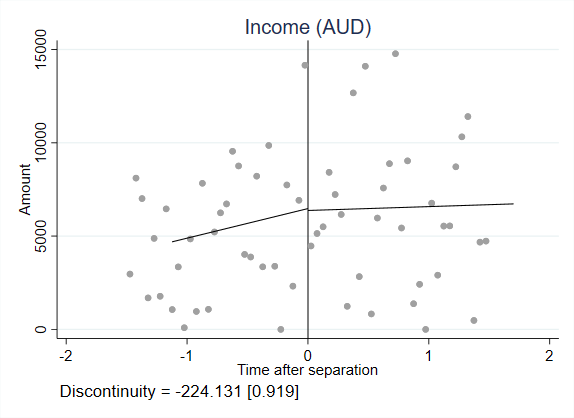 Income (AUD)
15000
10000
5000
0
Amount
-2
-1
0
1
2
Time after separation
Discontinuity = -224.131 [0.919]